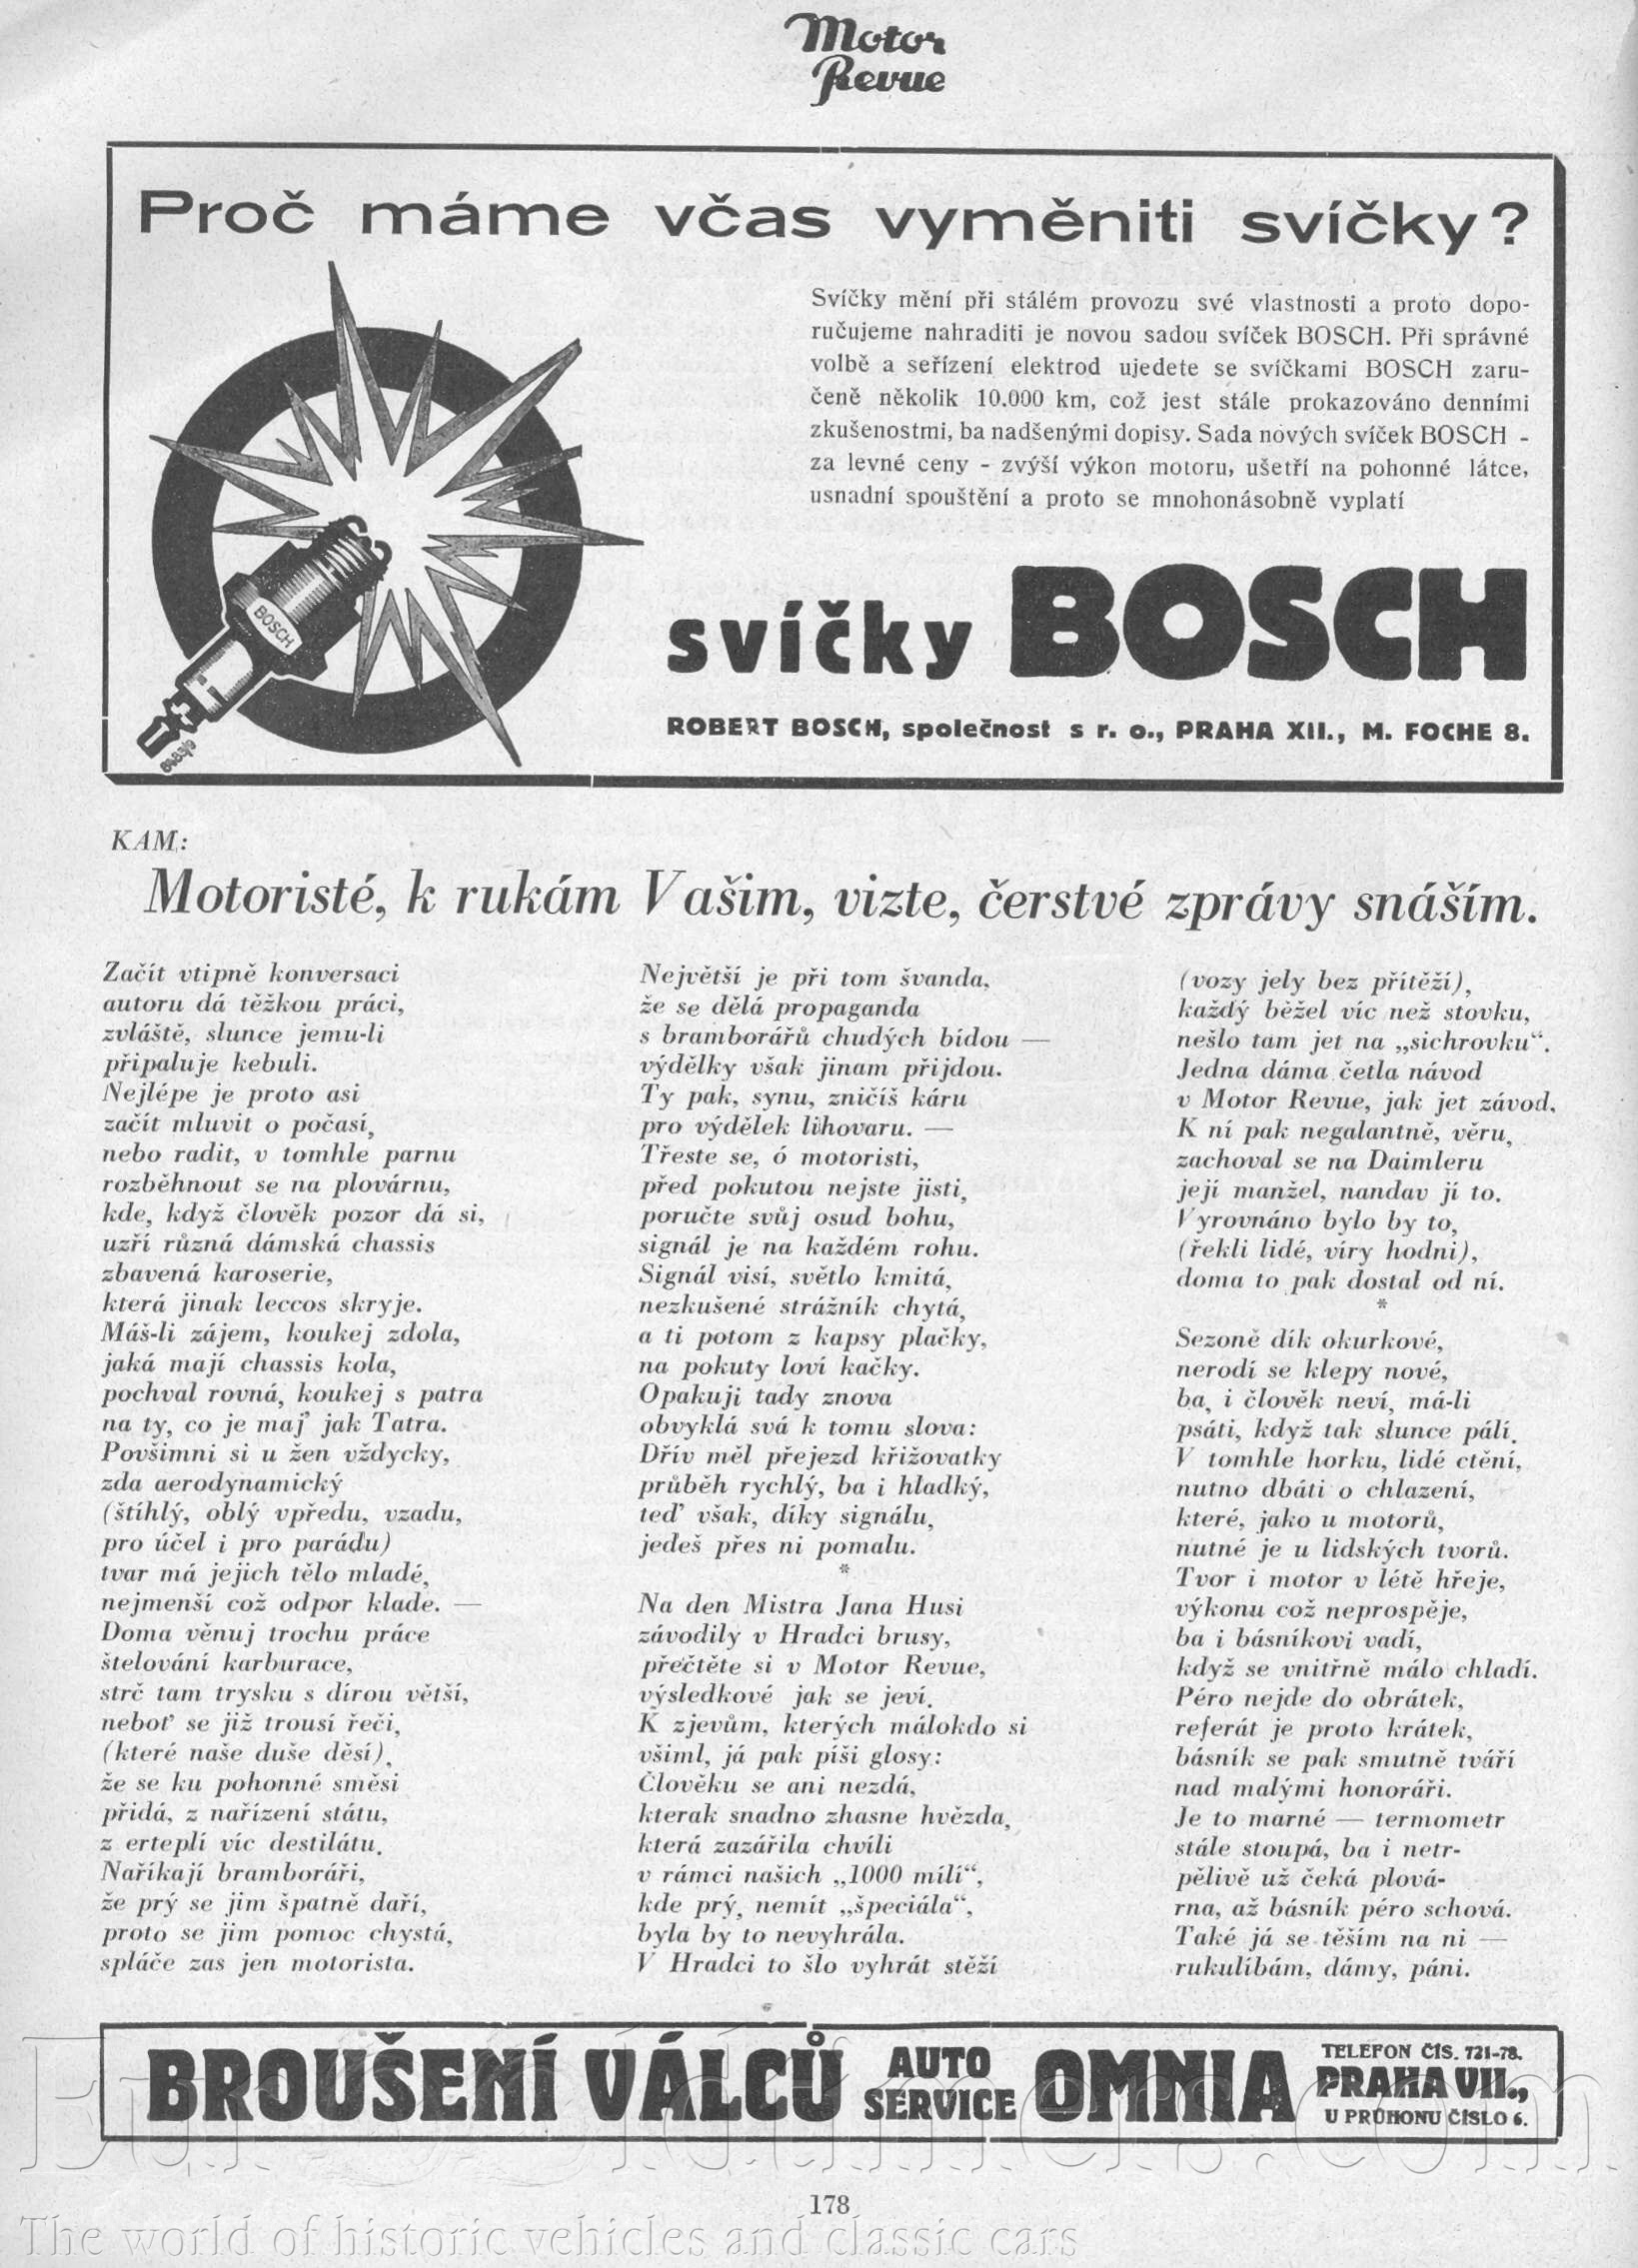 Motor
Revue
Proč máme včas vyměniti svíčky?
Svíčky mění při stálém provozu své vlastnosti a proto dopo-
ručujeme nahraditi je novou sadou svíček BOSCH. Při správné
volbě a seřízení elektrod ujedete se svíčkami BOSCH zaru-
čeně několik 10.000 km, což jest stále prokazováno denními
zkušenostmi, ba nadšenými dopisy. Sada nových svíček BOSCH -
za levné ceny - zvýší výkon motoru, ušetří na pohonné látce,
usnadní spouštění a proto se mnohonásobně vyplatí
BOSCH
svíčky BOSCH
ROBERT BOSCH, společnost s r. o., PRAHA XII., M. FOCHE 8.
KAM:
Motoristé, k rukám Vašim, vizte, čerstvé zprávy snáším.
Začít vtipně konversaci
autoru dá těžkou práci,
zvláště, slunce jemu-li
připaluje kebuli.
Nejlépe je proto asi
začít mluvit o počasí,
nebo radit, v tomhle parnu
rozběhnout se na plovárnu,
kde, když člověk pozor dá si,
uzří různá dámská chassis
zbavená karoserie,
která jinak leccos skryje.
Máš-li zájem, koukej zdola,
jaká mají chassis kola,
pochval rovná, koukej s patra
na ty, co je maj' jak Tatra.
Povšimni si u žen vždycky,
zda aerodynamický
(štíhlý, oblý vpředu, vzadu,
pro účel i pro parádu)
tvar má jejich tělo mladé,
nejmenší což odpor klade. —
Doma věnuj trochu práce
štelování karburace,
strč tam trysku s dírou větší,
neboť se již trousí řeči,
(které naše duše děsí),
že se ku pohonné směsi
přidá, z nařízení státu,
z erteplí víc destilátu.
Naříkají bramboráři,
že prý se jim špatně daří,
proto se jim pomoc chystá,
spláče zas jen motorista.
Největší je při tom švanda,
že se dělá propaganda
s bramborářů chudých bídou —
výdělky však jinam přijdou.
Ty pak, synu, zničíš káru
pro výdělek lihovaru. —
Třeste se, ó motoristi,
před pokutou nejste jisti,
poručte svůj osud bohu,
signál je na každém rohu.
Signál visí, světlo kmitá,
nezkušené strážník chytá,
a ti potom z kapsy plačky,
na pokuty loví kačky.
Opakuji tady znova
obvyklá svá k tomu slova:
Dřív měl přejezd křižovatky
průběh rychlý, ba i hladký,
teď však, díky signálu,
jedeš přes ni pomalu.
*
Na den Mistra Jana Husi
závodily v Hradci brusy,
přečtěte si v Motor Revue,
výsledkové jak se jeví.
K zjevům, kterých málokdo si
všiml, já pak píši glosy:
Člověku se ani nezdá,
kterak snadno zhasne hvězda,
která zazářila chvíli
v rámci našich „1000 mílí“,
kde prý, nemít „špeciála“,
byla by to nevyhrála.
V Hradci to šlo vyhrát stěží
(vozy jely bez přítěží),
každý běžel víc než stovku,
nešlo tam jet na „sichrovku“.
Jedna dáma četla návod
v Motor Revue, jak jet závod.
K ní pak negalantně, věru,
zachoval se na Daimleru
její manžel, nandav jí to.
Vyrovnáno bylo by to,
(řekli lidé, víry hodni),
doma to pak dostal od ní.
*
Sezoně dík okurkové,
nerodí se klepy nové,
ba, i člověk neví, má-li
psáti, když tak slunce pálí.
V tomhle horku, lidé ctění,
nutno dbáti o chlazení,
které, jako u motorů,
nutné je u lidských tvorů.
Tvor i motor v létě hřeje,
výkonu což neprospěje,
ba i básníkovi vadí,
když se vnitřně málo chladí.
Péro nejde do obrátek,
referát je proto krátek,
básník se pak smutně tváří
nad malými honoráři.
Je to marné — termometr
stále stoupá, ba i netr-
pělivě už čeká plová-
rna, až básník péro schová.
Také já se těším na ni —
rukulíbám, dámy, páni.
BROUŠENÍ VÁLCŮ AUTO SERVICE OMNIA
TELEFON ČÍS. 721-78.
PRAHA VII.,
U PRŮHONU ČÍSLO 6.
178
The world of historic vehicles and classic cars